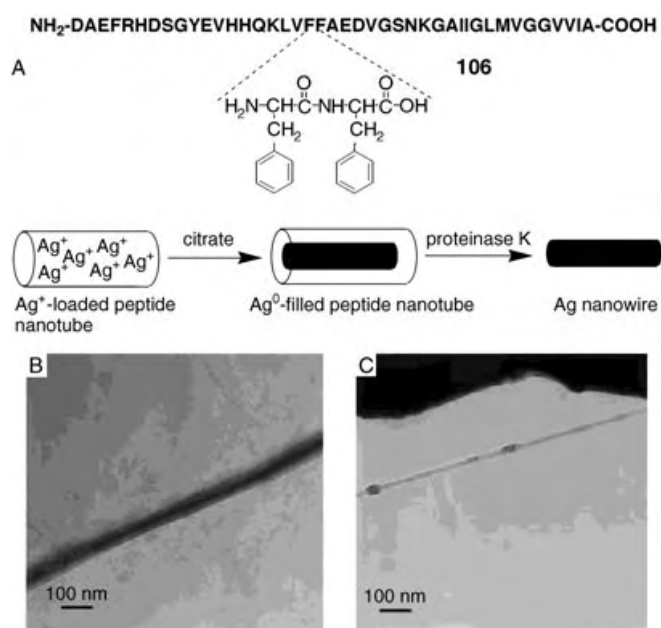 NH₂-DAEFRHDSGYEVHHQKLVFFAEDVGSNKGAIIGLMVGGVVIA-COOH
A
106
O O
H₂N-CH-C-NH-CH-C-OH
CH₂ CH₂
Ag⁺ Ag⁺
Ag⁺
Ag⁺ Ag⁺ Ag⁺
citrate
proteinase K
Ag⁺-loaded peptide
nanotube
Ag⁰-filled peptide nanotube
Ag nanowire
B
100 nm
C
100 nm